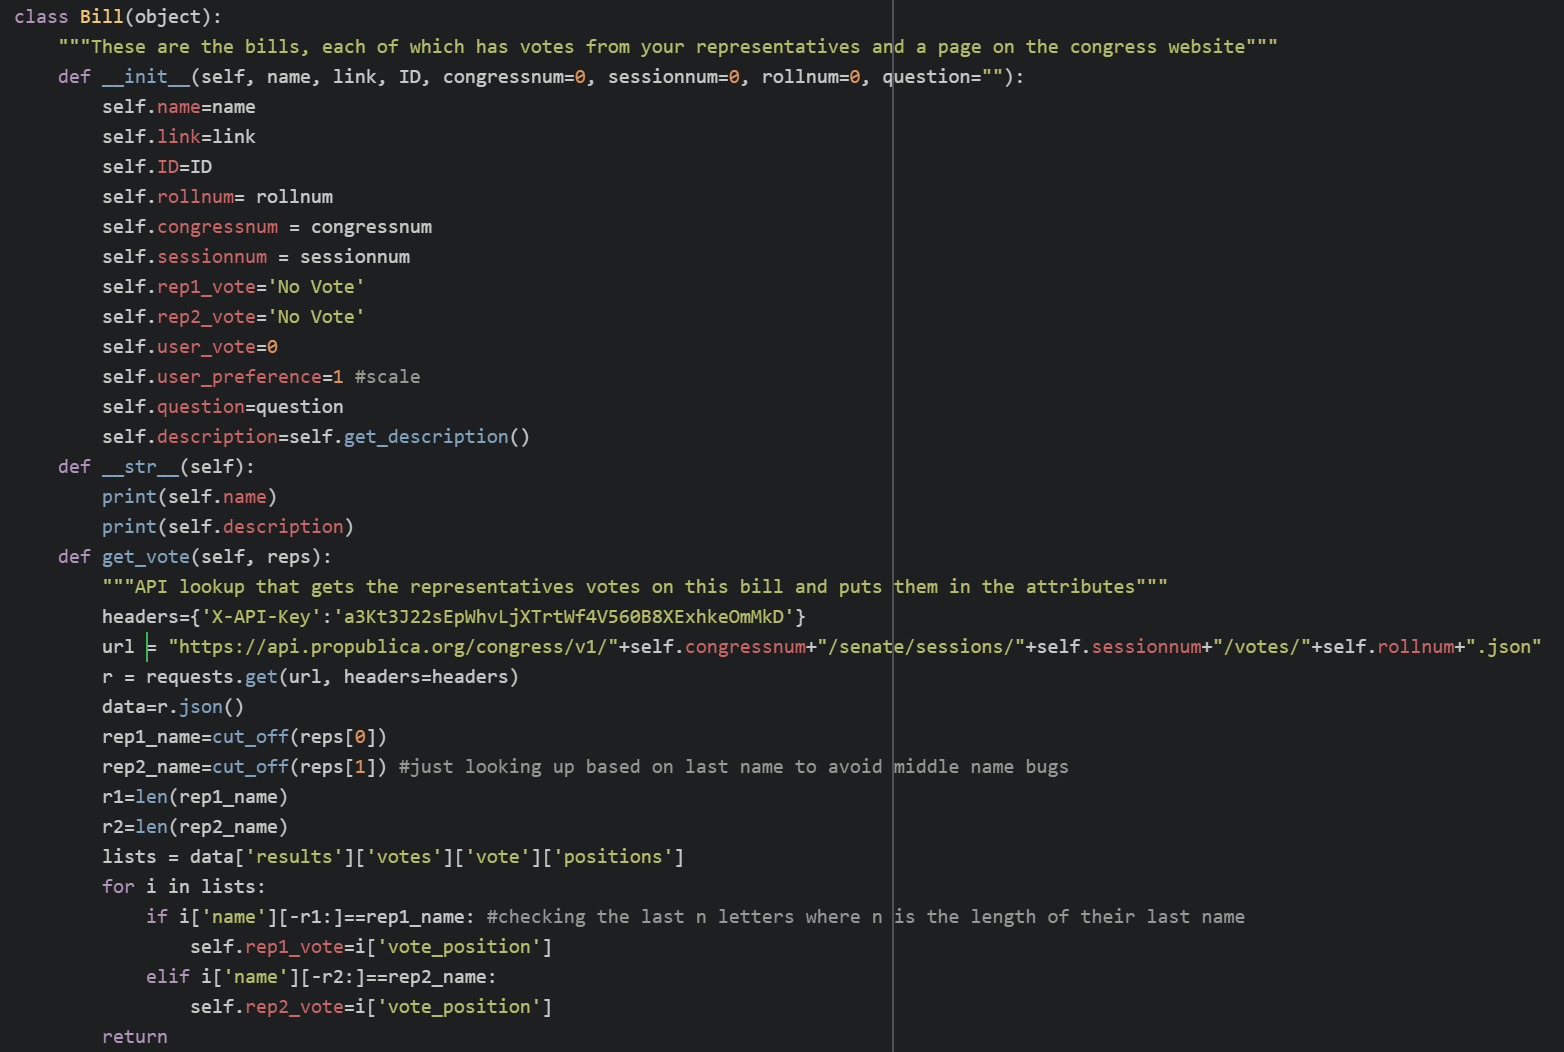 class Bill(object):
    """These are the bills, each of which has votes from your representatives and a page on the congress website"""
    def __init__(self, name, link, ID, congressnum=0, sessionnum=0, rollnum=0, question=""):
        self.name=name
        self.link=link
        self.ID=ID
        self.rollnum= rollnum
        self.congressnum = congressnum
        self.sessionnum = sessionnum
        self.rep1_vote='No Vote'
        self.rep2_vote='No Vote'
        self.user_vote=0
        self.user_preference=1 #scale
        self.question=question
        self.description=self.get_description()
    def __str__(self):
        print(self.name)
        print(self.description)
    def get_vote(self, reps):
        """API lookup that gets the representatives votes on this bill and puts them in the attributes"""
        headers={'X-API-Key':'a3Kt3J22sEpWhvLjXTrtWf4V560B8XExhkeOmMkD'}
        url = "https://api.propublica.org/congress/v1/"+self.congressnum+"/senate/sessions/"+self.sessionnum+"/votes/"+self.rollnum+".json"
        r = requests.get(url, headers=headers)
        data=r.json()
        rep1_name=cut_off(reps[0])
        rep2_name=cut_off(reps[1]) #just looking up based on last name to avoid middle name bugs
        r1=len(rep1_name)
        r2=len(rep2_name)
        lists = data['results']['votes']['vote']['positions']
        for i in lists:
            if i['name'][-r1:]==rep1_name: #checking the last n letters where n is the length of their last name
                self.rep1_vote=i['vote_position']
            elif i['name'][-r2:]==rep2_name:
                self.rep2_vote=i['vote_position']
        return